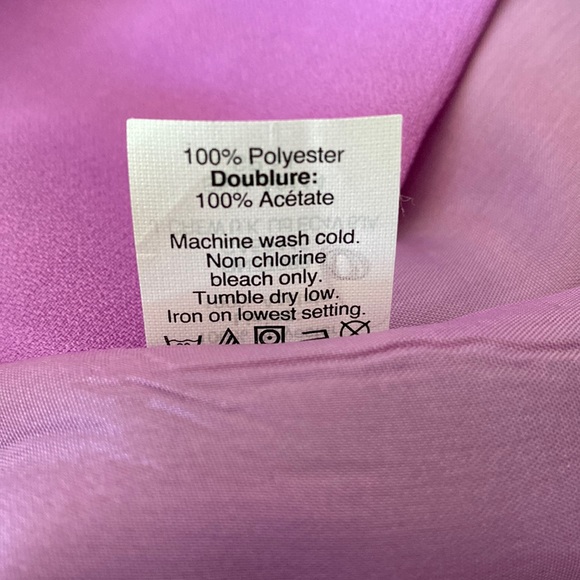 100% Polyester
Doublure:
100% Acétate
Machine wash cold.
Non chlorine
bleach only.
Tumble dry low.
Iron on lowest setting.